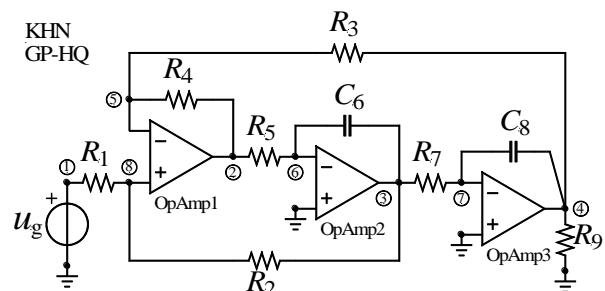 KHN
GP-HQ
R3
R4
5
C6
R5
C8
1
R1
8
2
6
R7
OpAmp1
3
7
4
ug
OpAmp2
OpAmp3
R9
R2